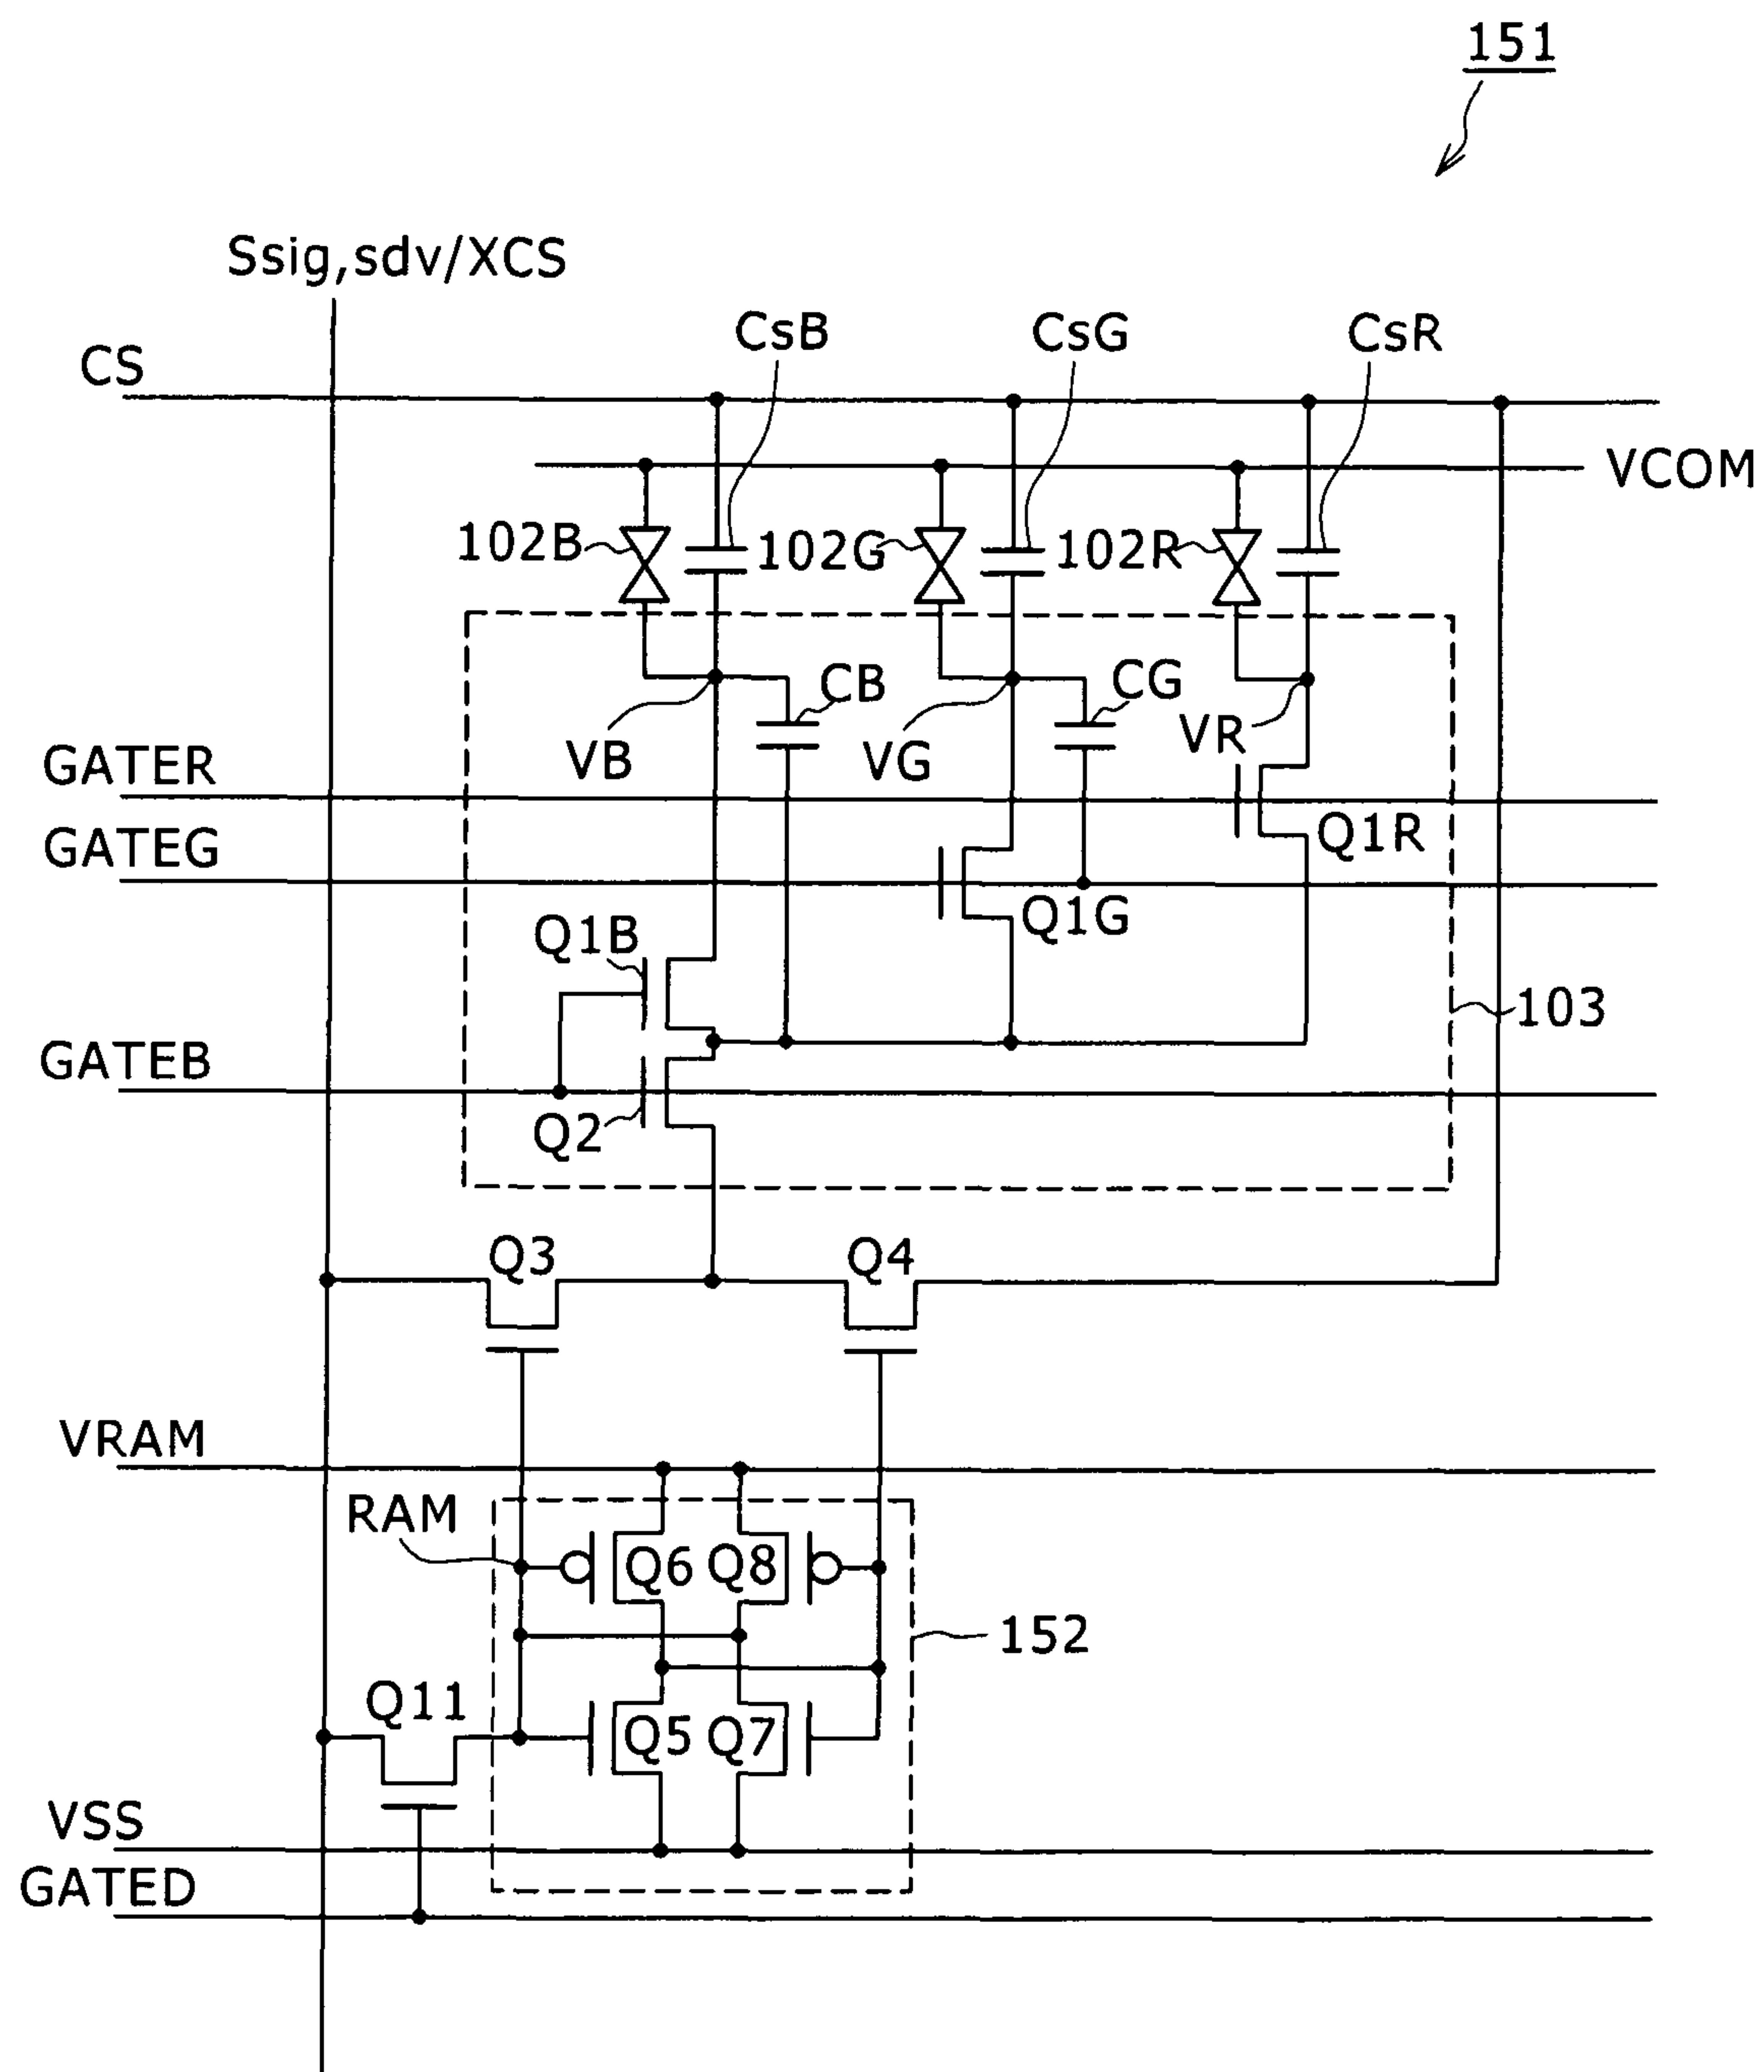 151
Ssig,sdv/XCS
CsB
CsG
CsR
CS
VCOM
102B
102G
102R
CB
CG
VR
VB
VG
GATER
Q1R
GATEG
Q1G
Q1B
103
GATEB
Q2
Q3
Q4
VRAM
RAM
Q6
Q8
152
Q11
Q5
Q7
VSS
GATED